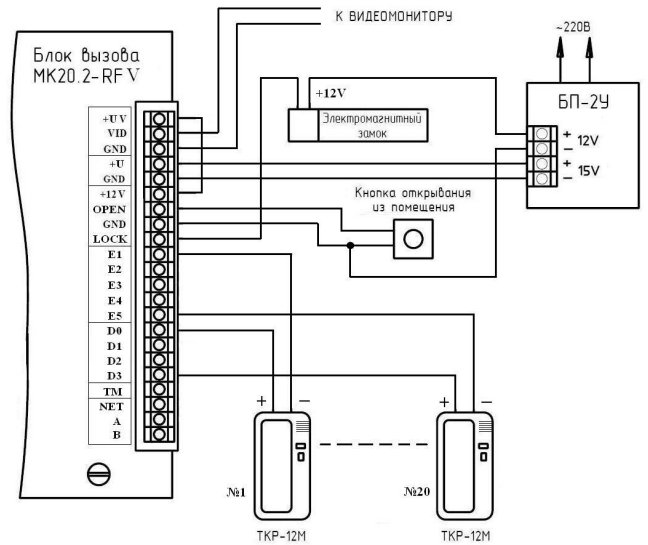 К ВИДЕОМОНИТОРУ
~220В
Блок вызова
МК20.2-RF V
+12V
БП-2У
Электромагнитный
замок
+ 12V
–
+ 15V
–
+UV
VID
GND
+U
GND
+12V
OPEN
GND
LOCK
E1
E2
E3
E4
E5
D0
D1
D2
D3
TM
NET
A
B
Кнопка открывания
из помещения
+ –
+ –
№1
№20
ТКР-12М
ТКР-12М